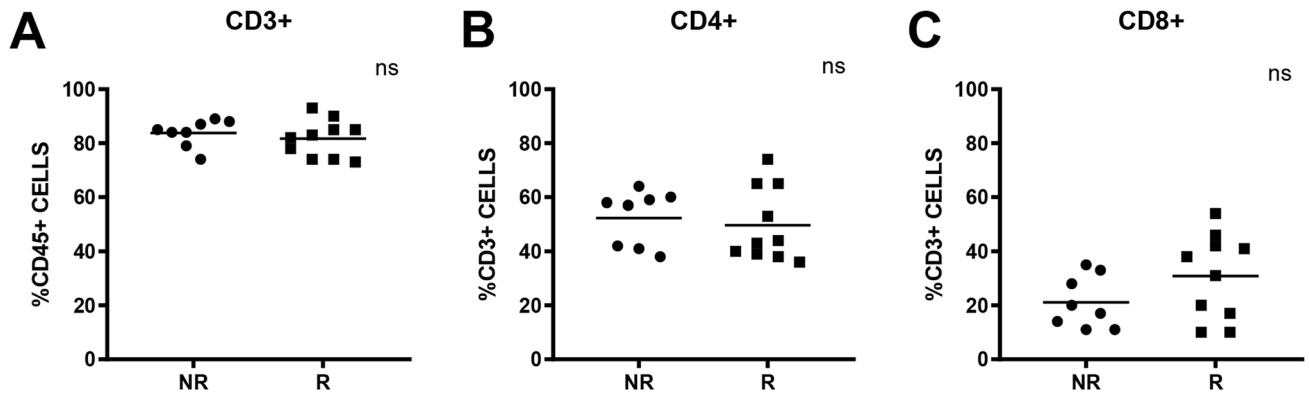 A
CD3+
ns
%CD45+ CELLS
100
80
60
40
20
0
NR
R
B
CD4+
ns
%CD3+ CELLS
100
80
60
40
20
0
NR
R
C
CD8+
ns
%CD3+ CELLS
100
80
60
40
20
0
NR
R